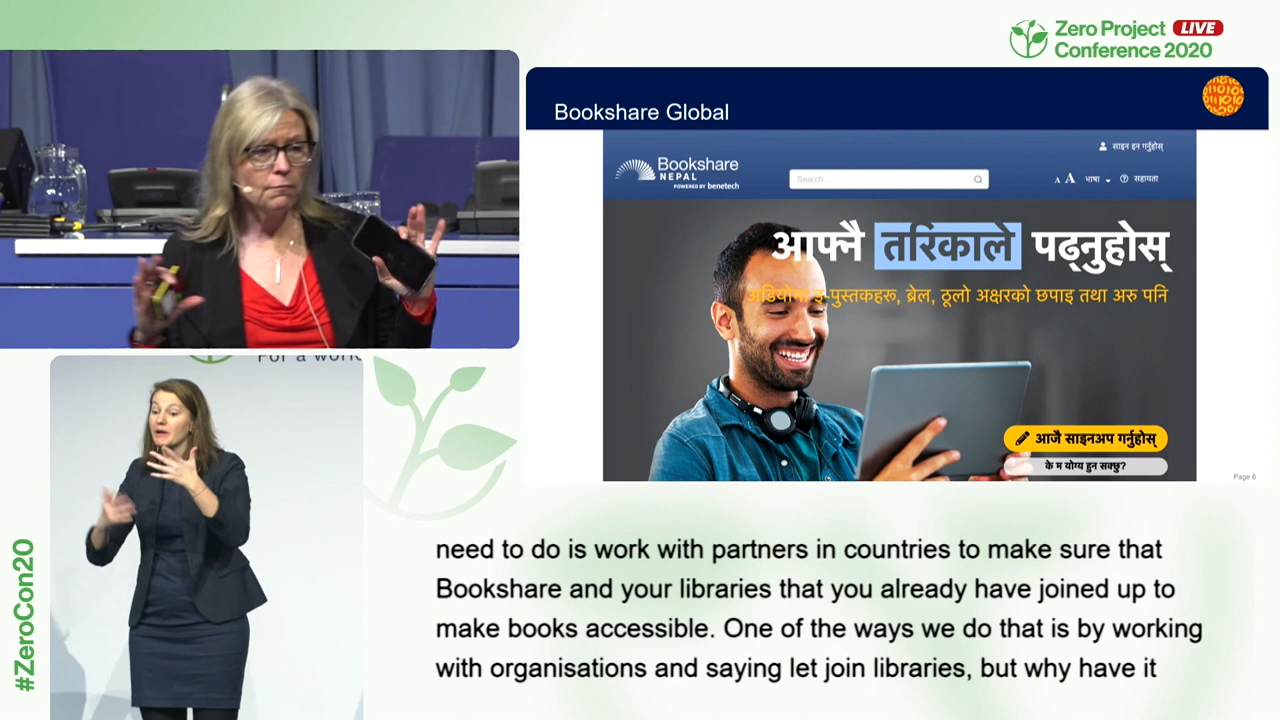 Zero Project LIVE
Conference 2020
Bookshare Global
Bookshare
NEPAL
POWERED BY benetech
Search...
साइन इन गर्नुहोस्
A A भाषा सहायता
आफ्नै तरिकाले पढ्नुहोस्
अडियोमा इ-पुस्तकहरू, ब्रेल, ठूलो अक्षरको छपाइ तथा अरु पनि
आजै साइनअप गर्नुहोस्
के म योग्य हुन सक्छु?
Page 6
For a world
#ZeroCon20
need to do is work with partners in countries to make sure that
Bookshare and your libraries that you already have joined up to
make books accessible. One of the ways we do that is by working
with organisations and saying let join libraries, but why have it